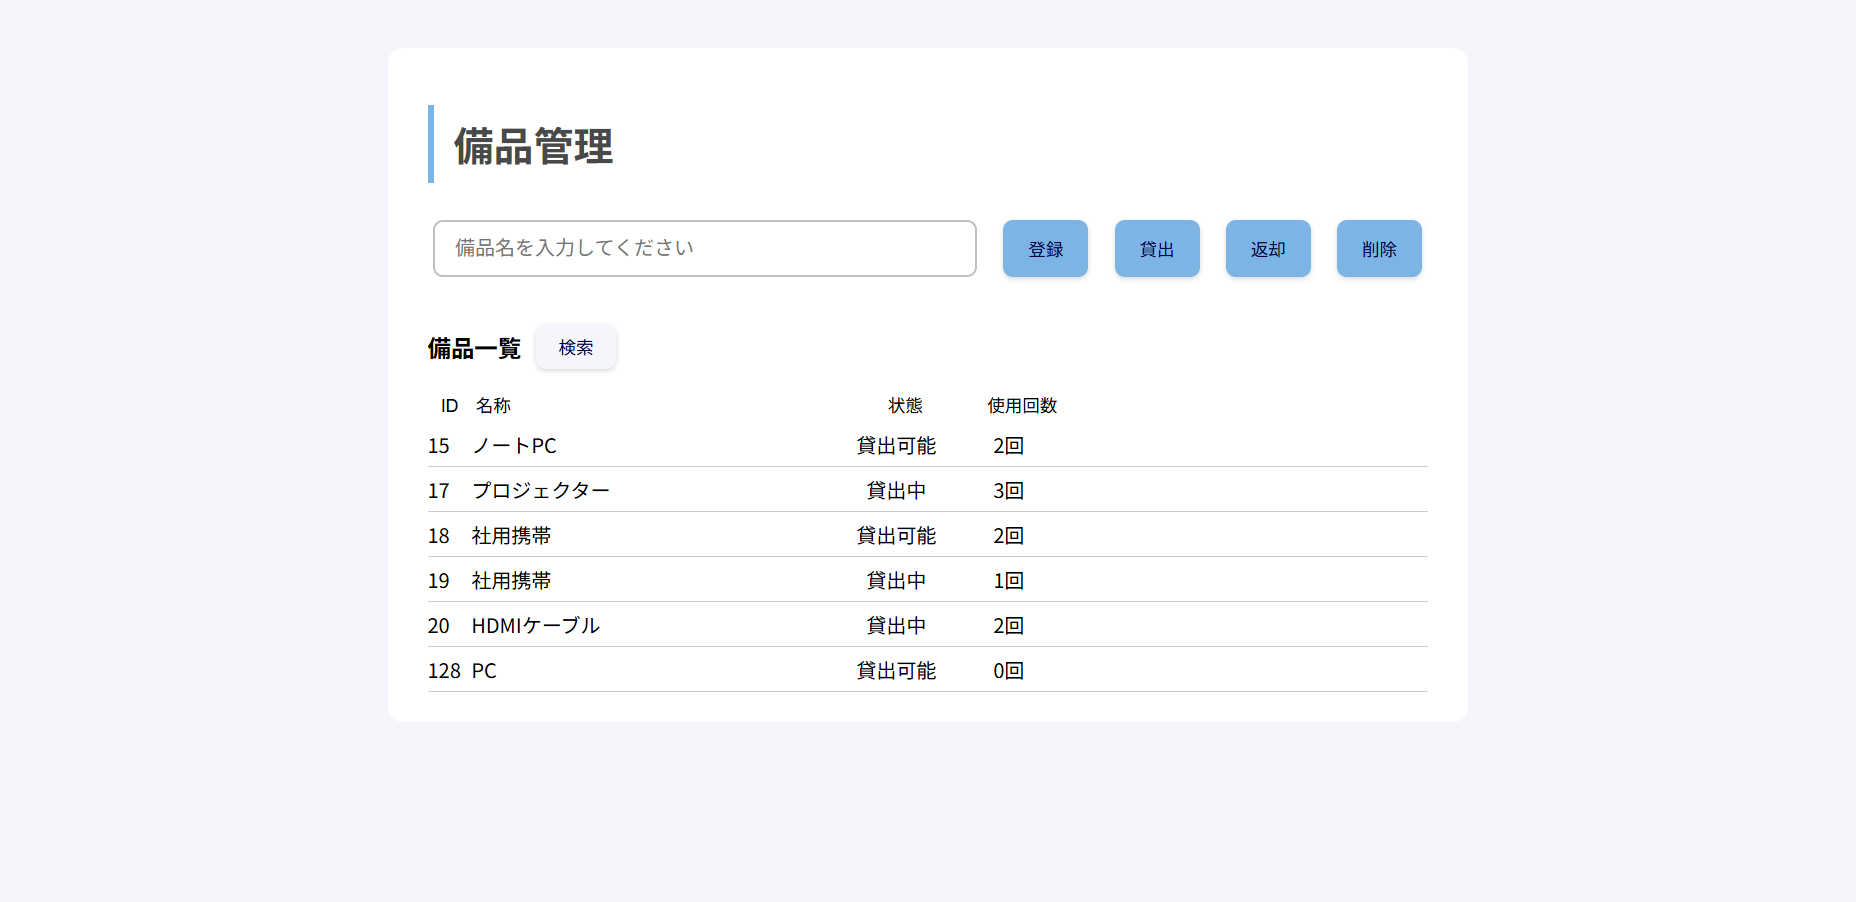 備品管理
備品名を入力してください 登録 貸出 返却 削除
備品一覧 検索
ID 名称 状態 使用回数
15 ノートPC 貸出可能 2回
17 プロジェクター 貸出中 3回
18 社用携帯 貸出可能 2回
19 社用携帯 貸出中 1回
20 HDMIケーブル 貸出中 2回
128 PC 貸出可能 0回